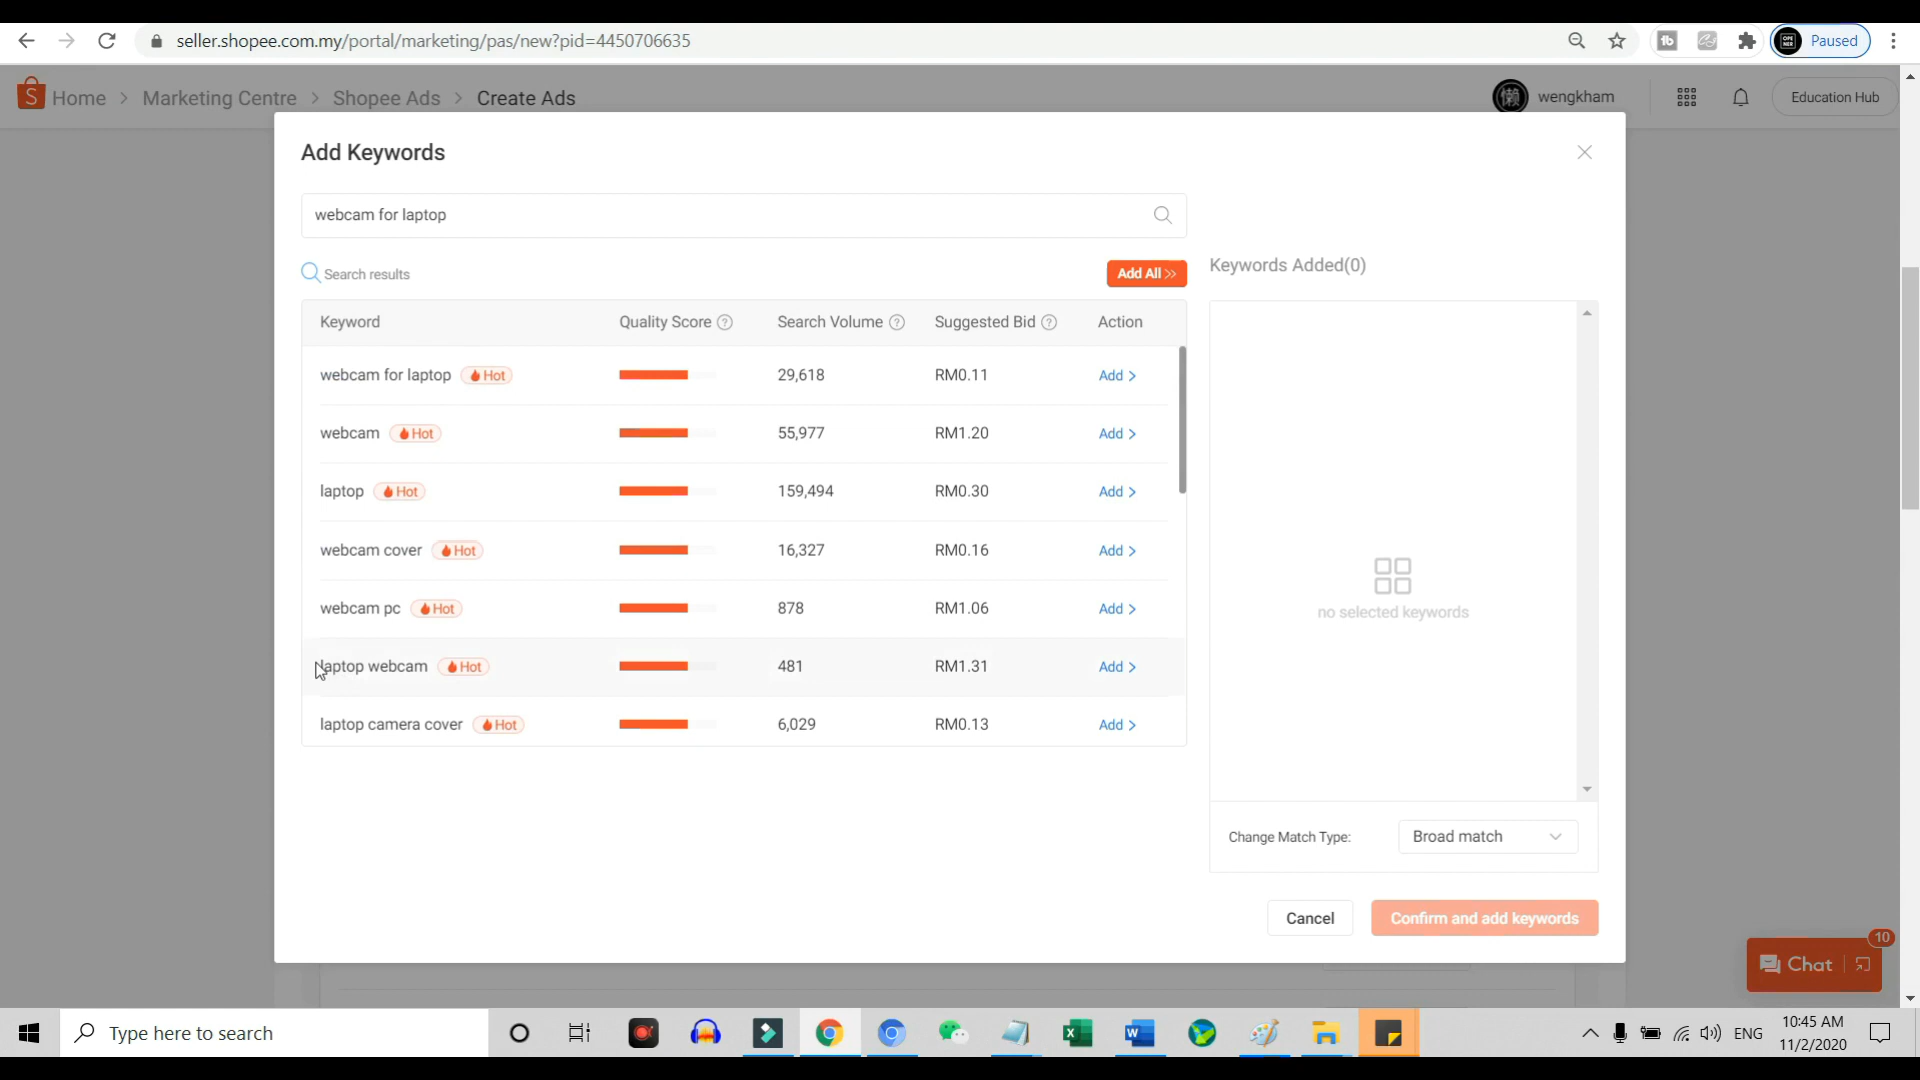 seller.shopee.com.my/portal/marketing/pas/new?pid=4450706635
Paused
Home > Marketing Centre > Shopee Ads > Create Ads
wengkham
Education Hub
Add Keywords
webcam for laptop
Search results
Add All >>
Keywords Added(0)
Keyword Quality Score ? Search Volume ? Suggested Bid ? Action
webcam for laptop Hot 29,618 RM0.11 Add >
webcam Hot 55,977 RM1.20 Add >
laptop Hot 159,494 RM0.30 Add >
webcam cover Hot 16,327 RM0.16 Add >
webcam pc Hot 878 RM1.06 Add >
laptop webcam Hot 481 RM1.31 Add >
laptop camera cover Hot 6,029 RM0.13 Add >
no selected keywords
Change Match Type: Broad match
Cancel
Confirm and add keywords
10
Chat
Type here to search
ENG
10:45 AM
11/2/2020